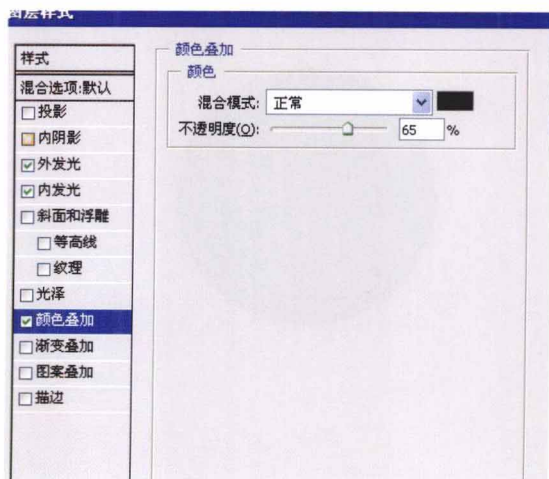 图层样式
样式
混合选项:默认
投影
内阴影
外发光
内发光
斜面和浮雕
等高线
纹理
光泽
颜色叠加
渐变叠加
图案叠加
描边
颜色叠加
颜色
混合模式: 正常
不透明度(O): 65 %